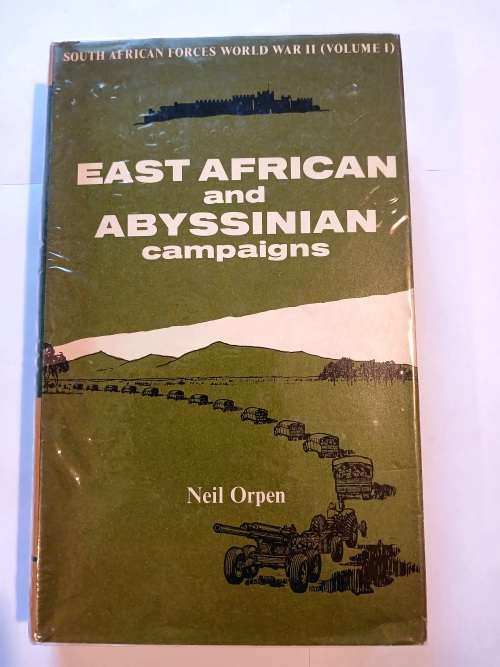 SOUTH AFRICAN FORCES WORLD WAR II (VOLUME I)
EAST AFRICAN
and
ABYSSINIAN
campaigns
Neil Orpen